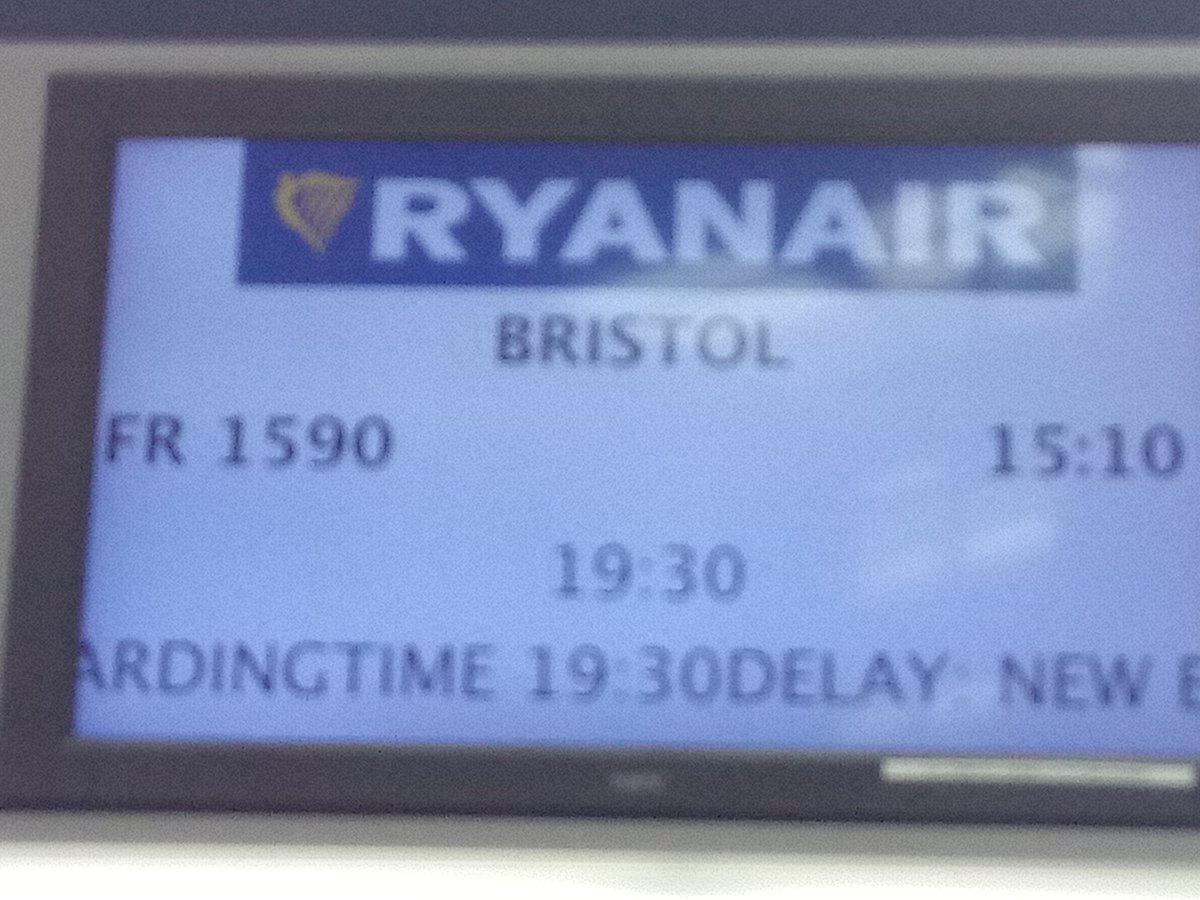 RYANAIR
BRISTOL
FR 1590 15:10
19:30
ARDINGTIME 19:30DELAY: NEW